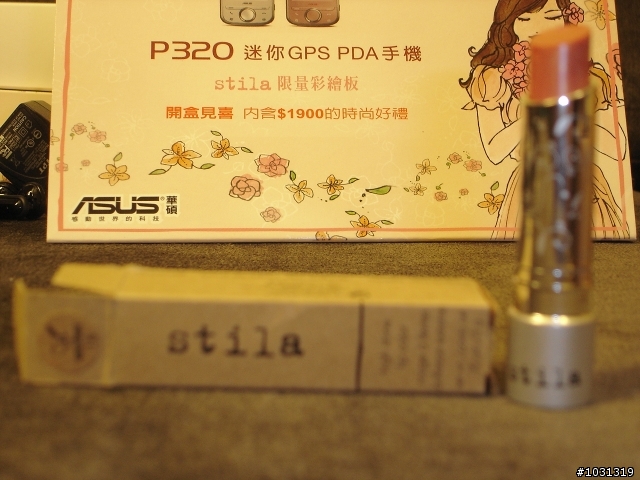 P320 迷你GPS PDA手機
stila 限量彩繪板
開盒見喜 內含$1900的時尚好禮
ASUS 華碩
stila
stila
#1031319